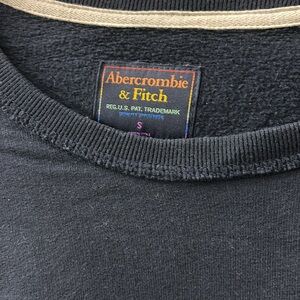 Abercrombie
& Fitch
REG. U.S. PAT. TRADEMARK
S